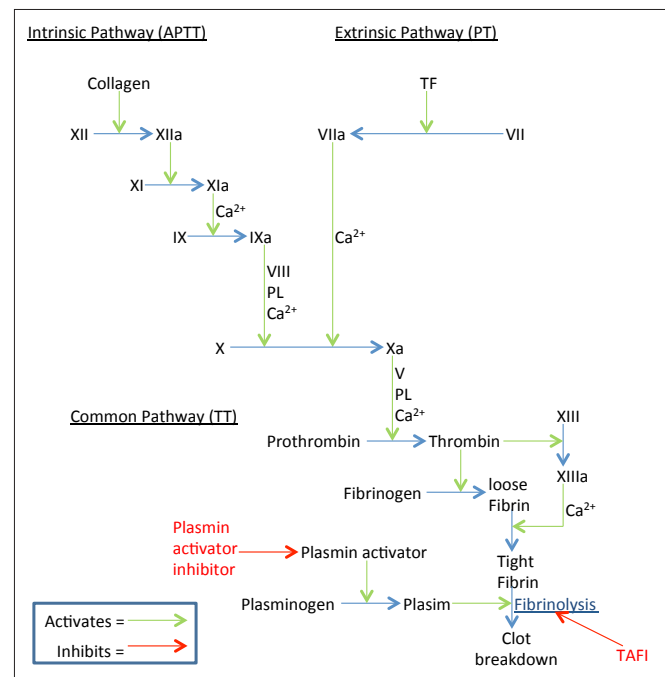 Intrinsic Pathway (APTT)
Extrinsic Pathway (PT)
Collagen
TF
XII
XIIa
VIIa
VII
XI
XIa
Ca²⁺
IX
IXa
Ca²⁺
VIII
PL
Ca²⁺
X
Xa
V
PL
Ca²⁺
Common Pathway (TT)
XIII
Prothrombin
Thrombin
XIIIa
Fibrinogen
loose
Fibrin
Ca²⁺
Plasmin
activator
inhibitor
Plasmin activator
Tight
Fibrin
Plasminogen
Plasim
Fibrinolysis
Clot
breakdown
TAFI
Activates =
Inhibits =